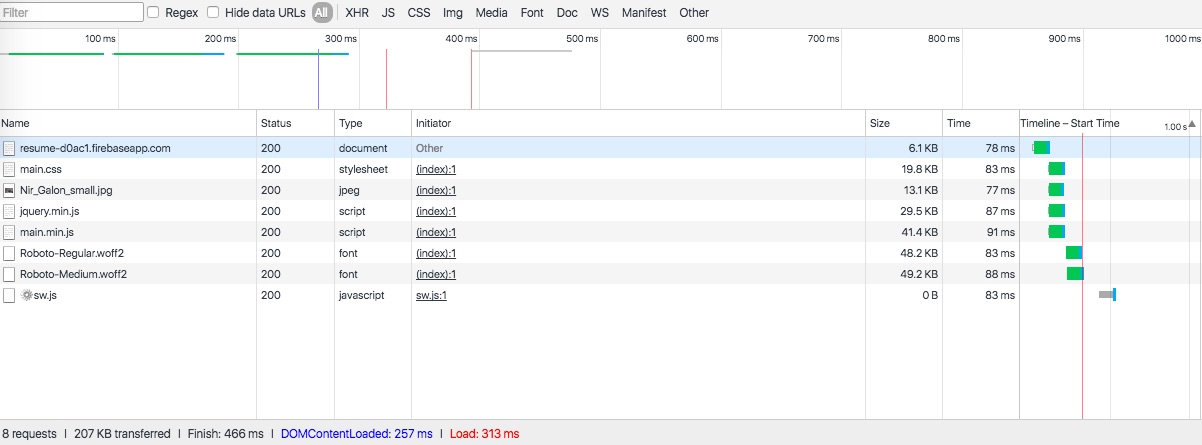 Filter Regex Hide data URLs All XHR JS CSS Img Media Font Doc WS Manifest Other
100 ms 200 ms 300 ms 400 ms 500 ms 600 ms 700 ms 800 ms 900 ms 1000 ms
Name Status Type Initiator Size Time Timeline – Start Time 1.00 s
resume-d0ac1.firebaseapp.com 200 document Other 6.1 KB 78 ms
main.css 200 stylesheet (index):1 19.8 KB 83 ms
Nir_Galon_small.jpg 200 jpeg (index):1 13.1 KB 77 ms
jquery.min.js 200 script (index):1 29.5 KB 87 ms
main.min.js 200 script (index):1 41.4 KB 91 ms
Roboto-Regular.woff2 200 font (index):1 48.2 KB 83 ms
Roboto-Medium.woff2 200 font (index):1 49.2 KB 88 ms
sw.js 200 javascript sw.js:1 0 B 83 ms
8 requests | 207 KB transferred | Finish: 466 ms | DOMContentLoaded: 257 ms | Load: 313 ms